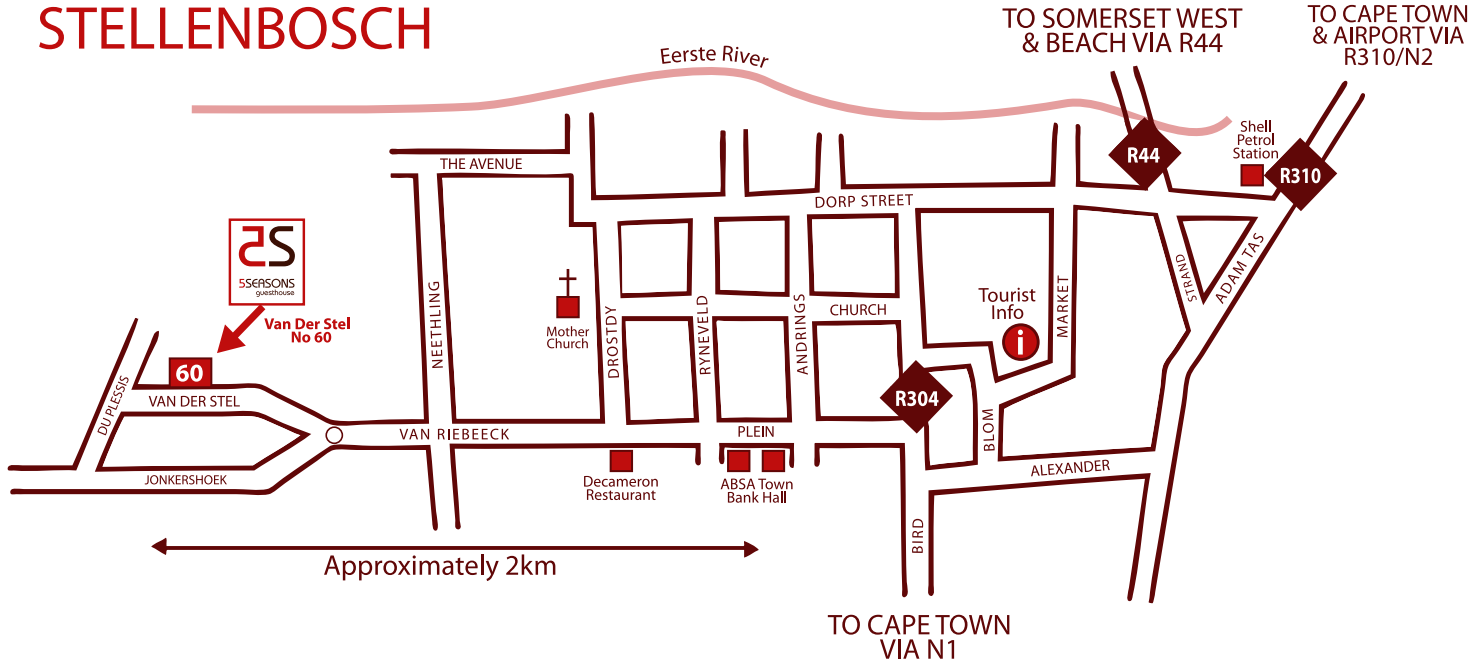 STELLENBOSCH
TO SOMERSET WEST
& BEACH VIA R44
TO CAPE TOWN
& AIRPORT VIA
R310/N2
Eerste River
Shell
Petrol
Station
R44
R310
THE AVENUE
DORP STREET
5S
5SEASONS
guesthouse
Van Der Stel
No 60
60
NEETHLING
Mother
Church
DROSTDY
RYNEVELD
ANDRINGS
CHURCH
Tourist
Info
i
MARKET
STRAND
ADAM TAS
DU PLESSIS
VAN DER STEL
R304
VAN RIEBEECK
PLEIN
BLOM
JONKERSHOEK
Decameron
Restaurant
ABSA Town
Bank Hall
ALEXANDER
BIRD
Approximately 2km
TO CAPE TOWN
VIA N1